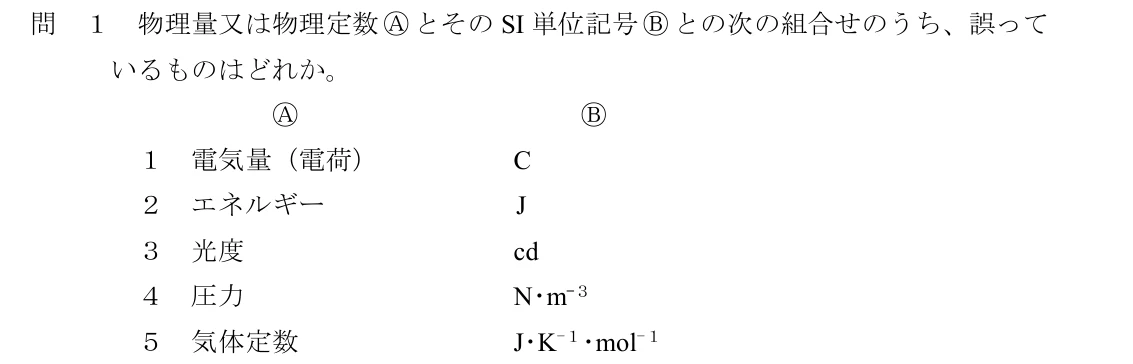 問　１　物理量又は物理定数Ⓐとその SI 単位記号Ⓑとの次の組合せのうち、誤って
いるものはどれか。
Ⓐ　Ⓑ
１　電気量（電荷）　C
２　エネルギー　J
３　光度　cd
４　圧力　N･m⁻³
５　気体定数　J･K⁻¹･mol⁻¹